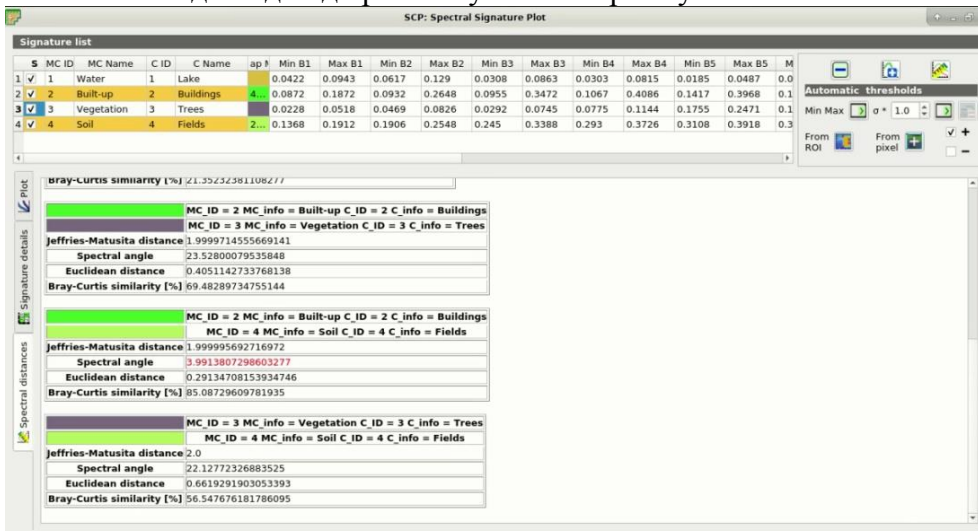 SCP: Spectral Signature Plot
Signature list
S MC ID MC Name C ID C Name Min B1 Max B1 Min B2 Max B2 Min B3 Max B3 Min B4 Max B4 Min B5 Max B5 M
1 1 Water 1 Lake 0.0422 0.0943 0.0617 0.129 0.0308 0.0863 0.0303 0.0815 0.0185 0.0487 0.0
2 2 Built-up 2 Buildings 4... 0.0872 0.1872 0.0932 0.2648 0.0955 0.3472 0.1067 0.4086 0.1417 0.3968 0.1
3 3 Vegetation 3 Trees 0.0228 0.0518 0.0469 0.0826 0.0292 0.0745 0.0775 0.1144 0.1755 0.2471 0.1
4 4 Soil 4 Fields 2... 0.1368 0.1912 0.1906 0.2548 0.245 0.3388 0.293 0.3726 0.3108 0.3918 0.3
Automatic thresholds
Min Max σ * 1.0
From ROI
From pixel
+
−
Plot
Signature details
Spectral distances
Bray-Curtis similarity [%] 21.35232381108277
MC_ID = 2 MC_info = Built-up C_ID = 2 C_info = Buildings
MC_ID = 3 MC_info = Vegetation C_ID = 3 C_info = Trees
Jeffries-Matusita distance 1.9999714555669141
Spectral angle 23.52800079535848
Euclidean distance 0.4051142733768138
Bray-Curtis similarity [%] 69.48289734755144
MC_ID = 2 MC_info = Built-up C_ID = 2 C_info = Buildings
MC_ID = 4 MC_info = Soil C_ID = 4 C_info = Fields
Jeffries-Matusita distance 1.999995692716972
Spectral angle 3.9913807298603277
Euclidean distance 0.29134708153934746
Bray-Curtis similarity [%] 85.08729609781935
MC_ID = 3 MC_info = Vegetation C_ID = 3 C_info = Trees
MC_ID = 4 MC_info = Soil C_ID = 4 C_info = Fields
Jeffries-Matusita distance 2.0
Spectral angle 22.12772326883525
Euclidean distance 0.6619291903053393
Bray-Curtis similarity [%] 56.547676181786095